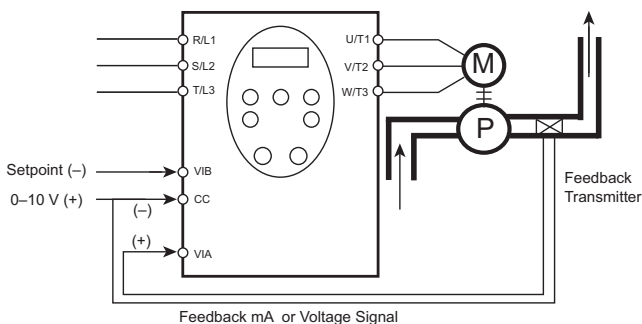 R/L1
S/L2
T/L3
U/T1
V/T2
W/T3
M
P
Setpoint (–)
VIB
0–10 V (+)
CC
(–)
(+)
VIA
Feedback
Transmitter
Feedback mA or Voltage Signal